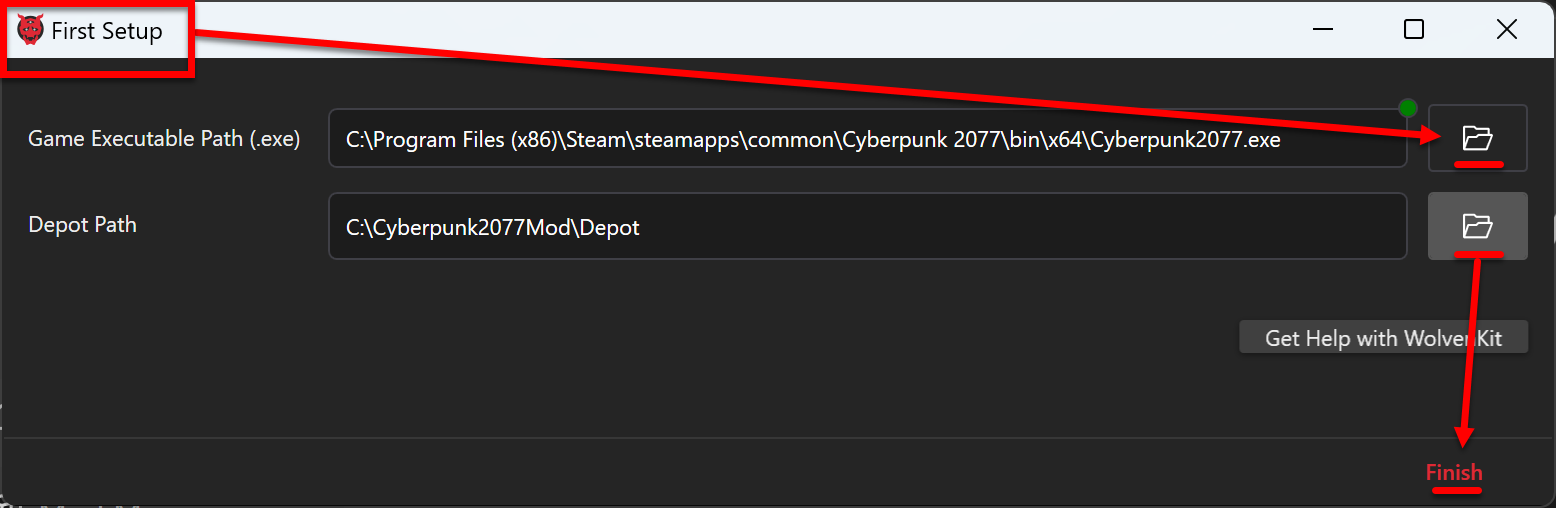 First Setup
Game Executable Path (.exe)
C:\Program Files (x86)\Steam\steamapps\common\Cyberpunk 2077\bin\x64\Cyberpunk2077.exe
Depot Path
C:\Cyberpunk2077Mod\Depot
Get Help with WolvenKit
Finish